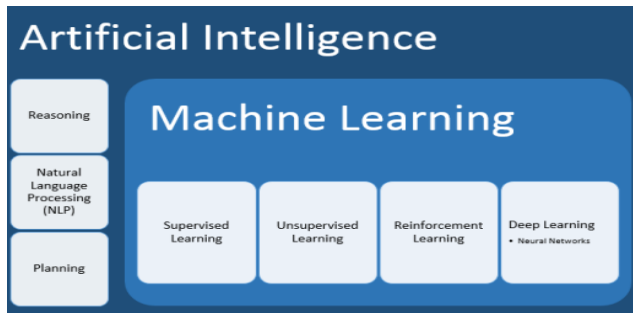 Artificial Intelligence
Reasoning
Natural
Language
Processing
(NLP)
Planning
Machine Learning
Supervised
Learning
Unsupervised
Learning
Reinforcement
Learning
Deep Learning
• Neural Networks